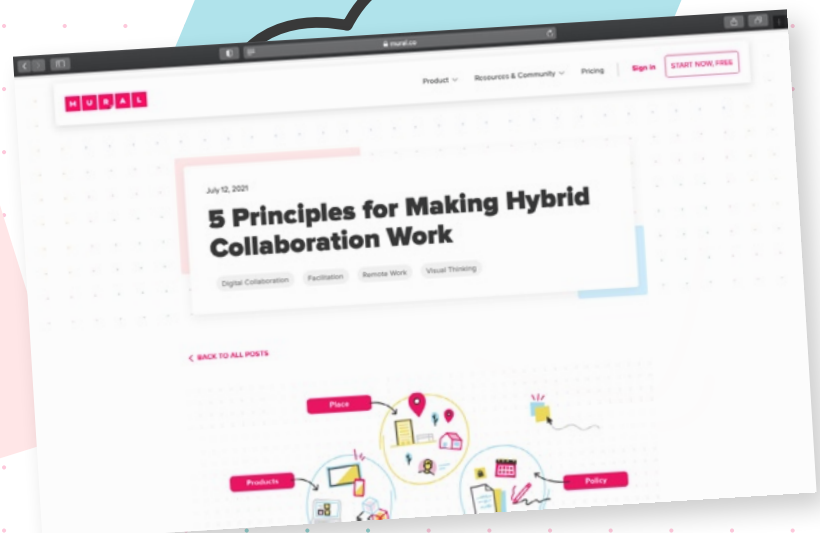 mural.co
MURAL
Product
Resources & Community
Pricing
Sign in
START NOW, FREE
July 12, 2021
5 Principles for Making Hybrid
Collaboration Work
Digital Collaboration
Facilitation
Remote Work
Visual Thinking
BACK TO ALL POSTS
Place
Products
Policy